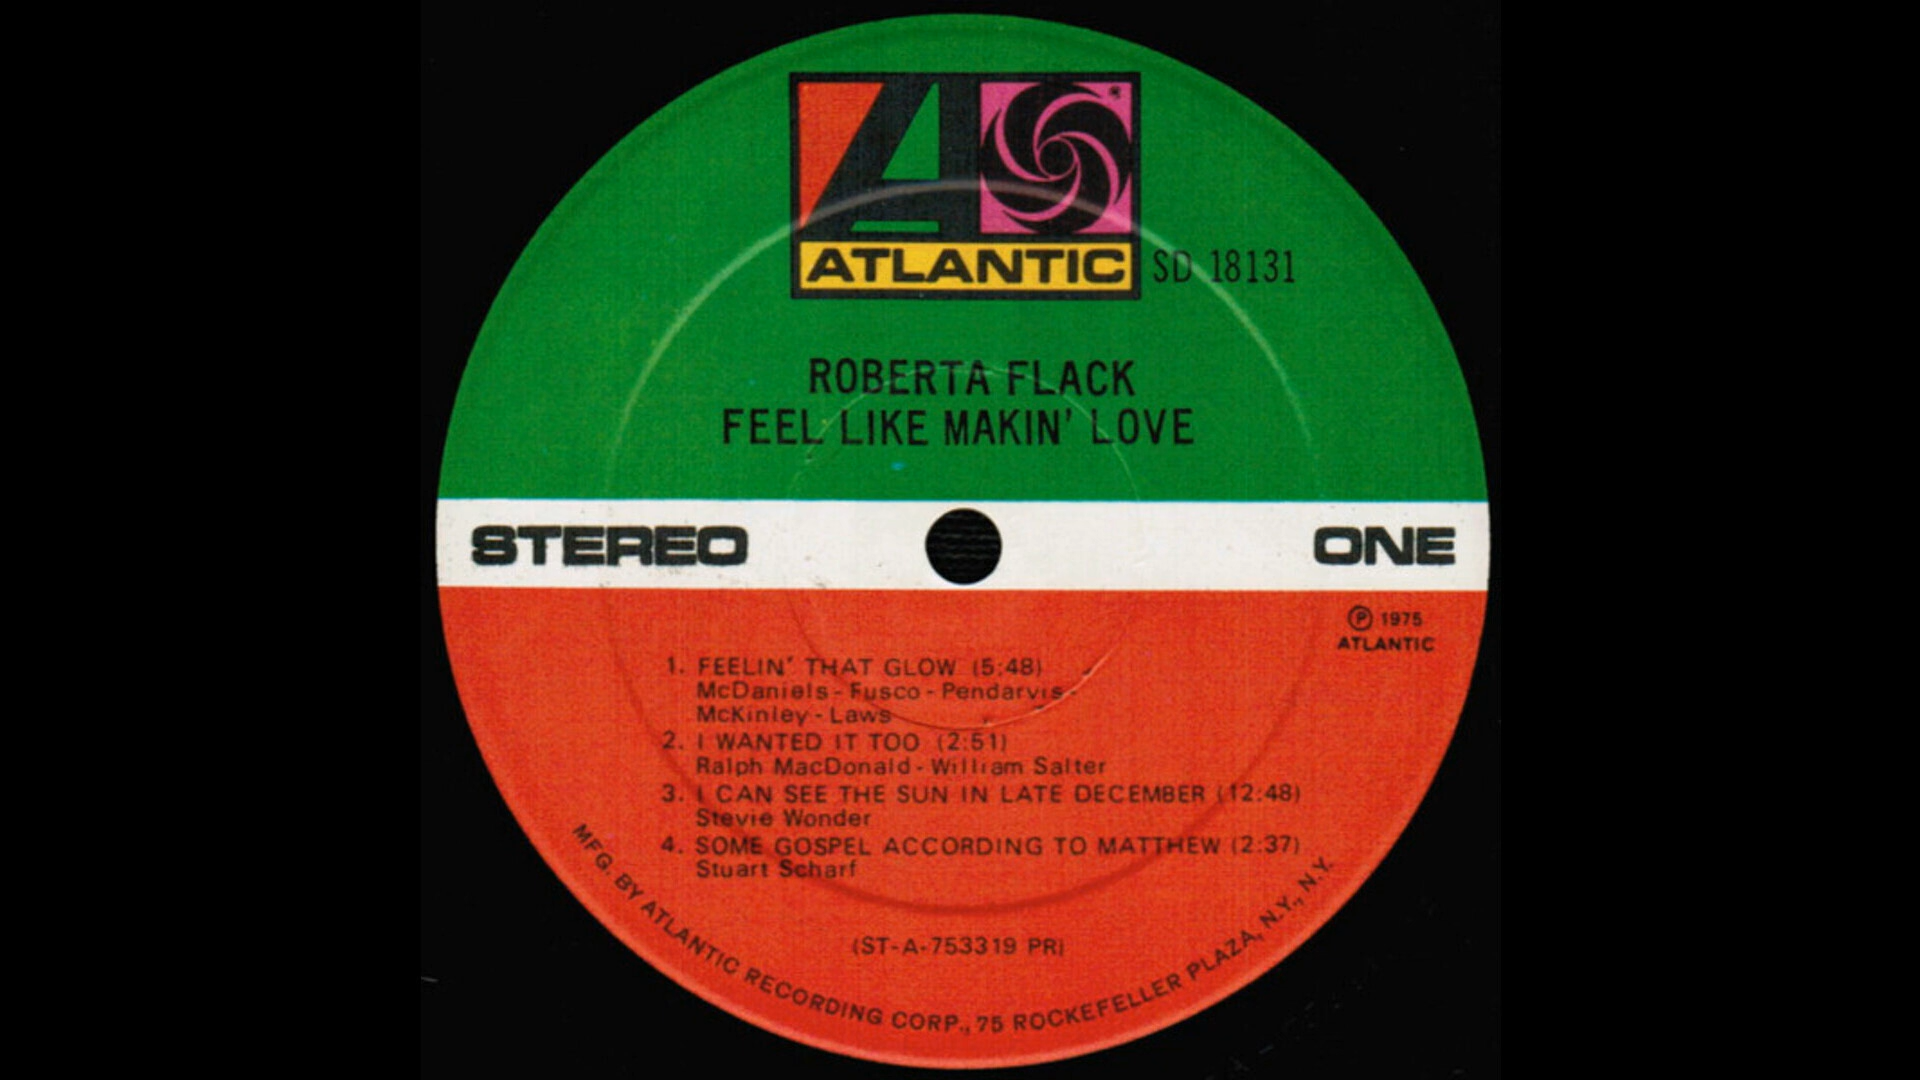 ATLANTIC
SD 18131
ROBERTA FLACK
FEEL LIKE MAKIN' LOVE
STEREO
ONE
Ⓟ 1975
ATLANTIC
1. FEELIN' THAT GLOW (5:48)
McDaniels - Fusco - Pendarvis -
McKinley - Laws
2. I WANTED IT TOO (2:51)
Ralph MacDonald - William Salter
3. I CAN SEE THE SUN IN LATE DECEMBER (12:48)
Stevie Wonder
4. SOME GOSPEL ACCORDING TO MATTHEW (2:37)
Stuart Scharf
(ST-A-753319 PR)
MFG. BY ATLANTIC RECORDING CORP., 75 ROCKEFELLER PLAZA, N.Y., N.Y.